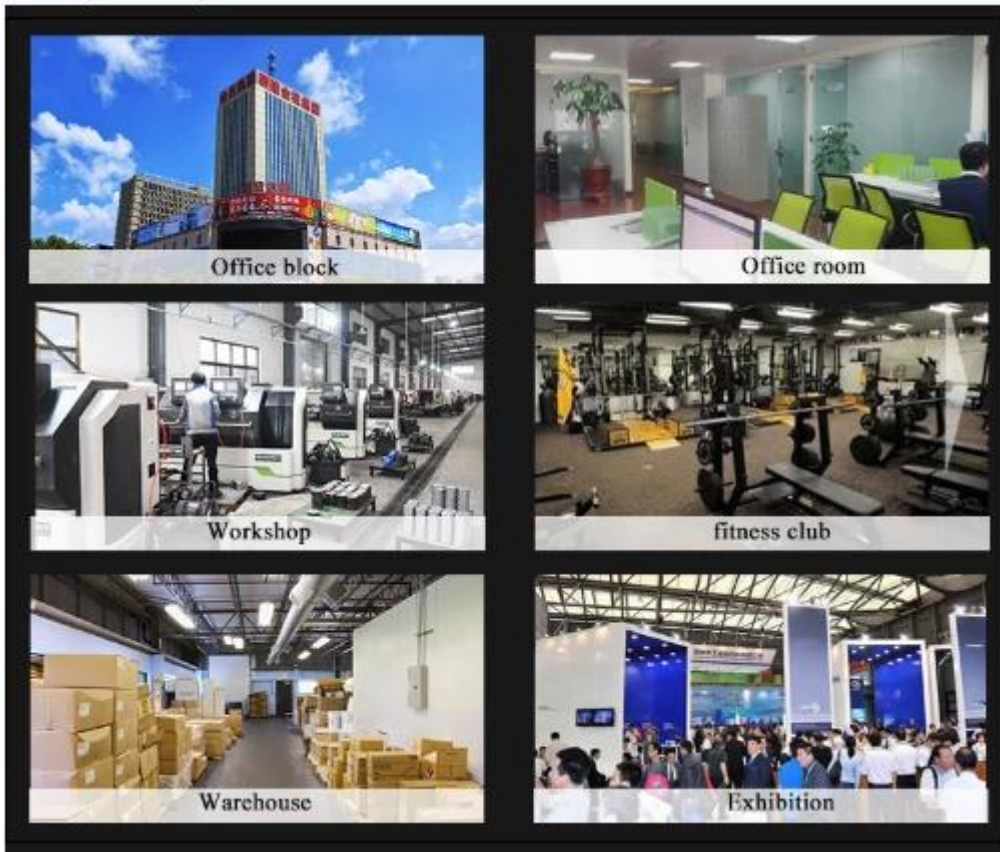 Office block
Office room
Workshop
fitness club
Warehouse
Exhibition